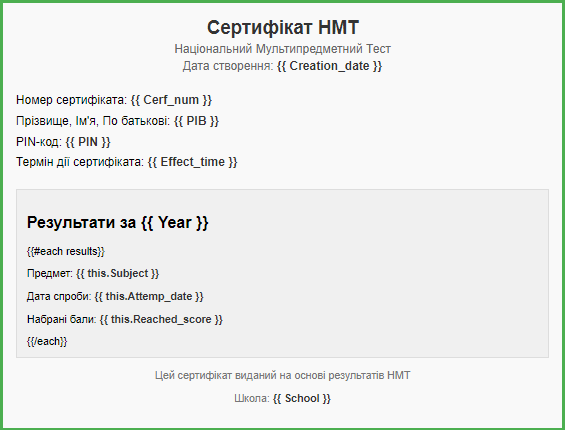 Сертифікат НМТ
Національний Мультипредметний Тест
Дата створення: {{ Creation_date }}
Номер сертифіката: {{ Cerf_num }}
Прізвище, Ім'я, По батькові: {{ PIB }}
PIN-код: {{ PIN }}
Термін дії сертифіката: {{ Effect_time }}
Результати за {{ Year }}
{{#each results}}
Предмет: {{ this.Subject }}
Дата спроби: {{ this.Attemp_date }}
Набрані бали: {{ this.Reached_score }}
{{/each}}
Цей сертифікат виданий на основі результатів НМТ
Школа: {{ School }}